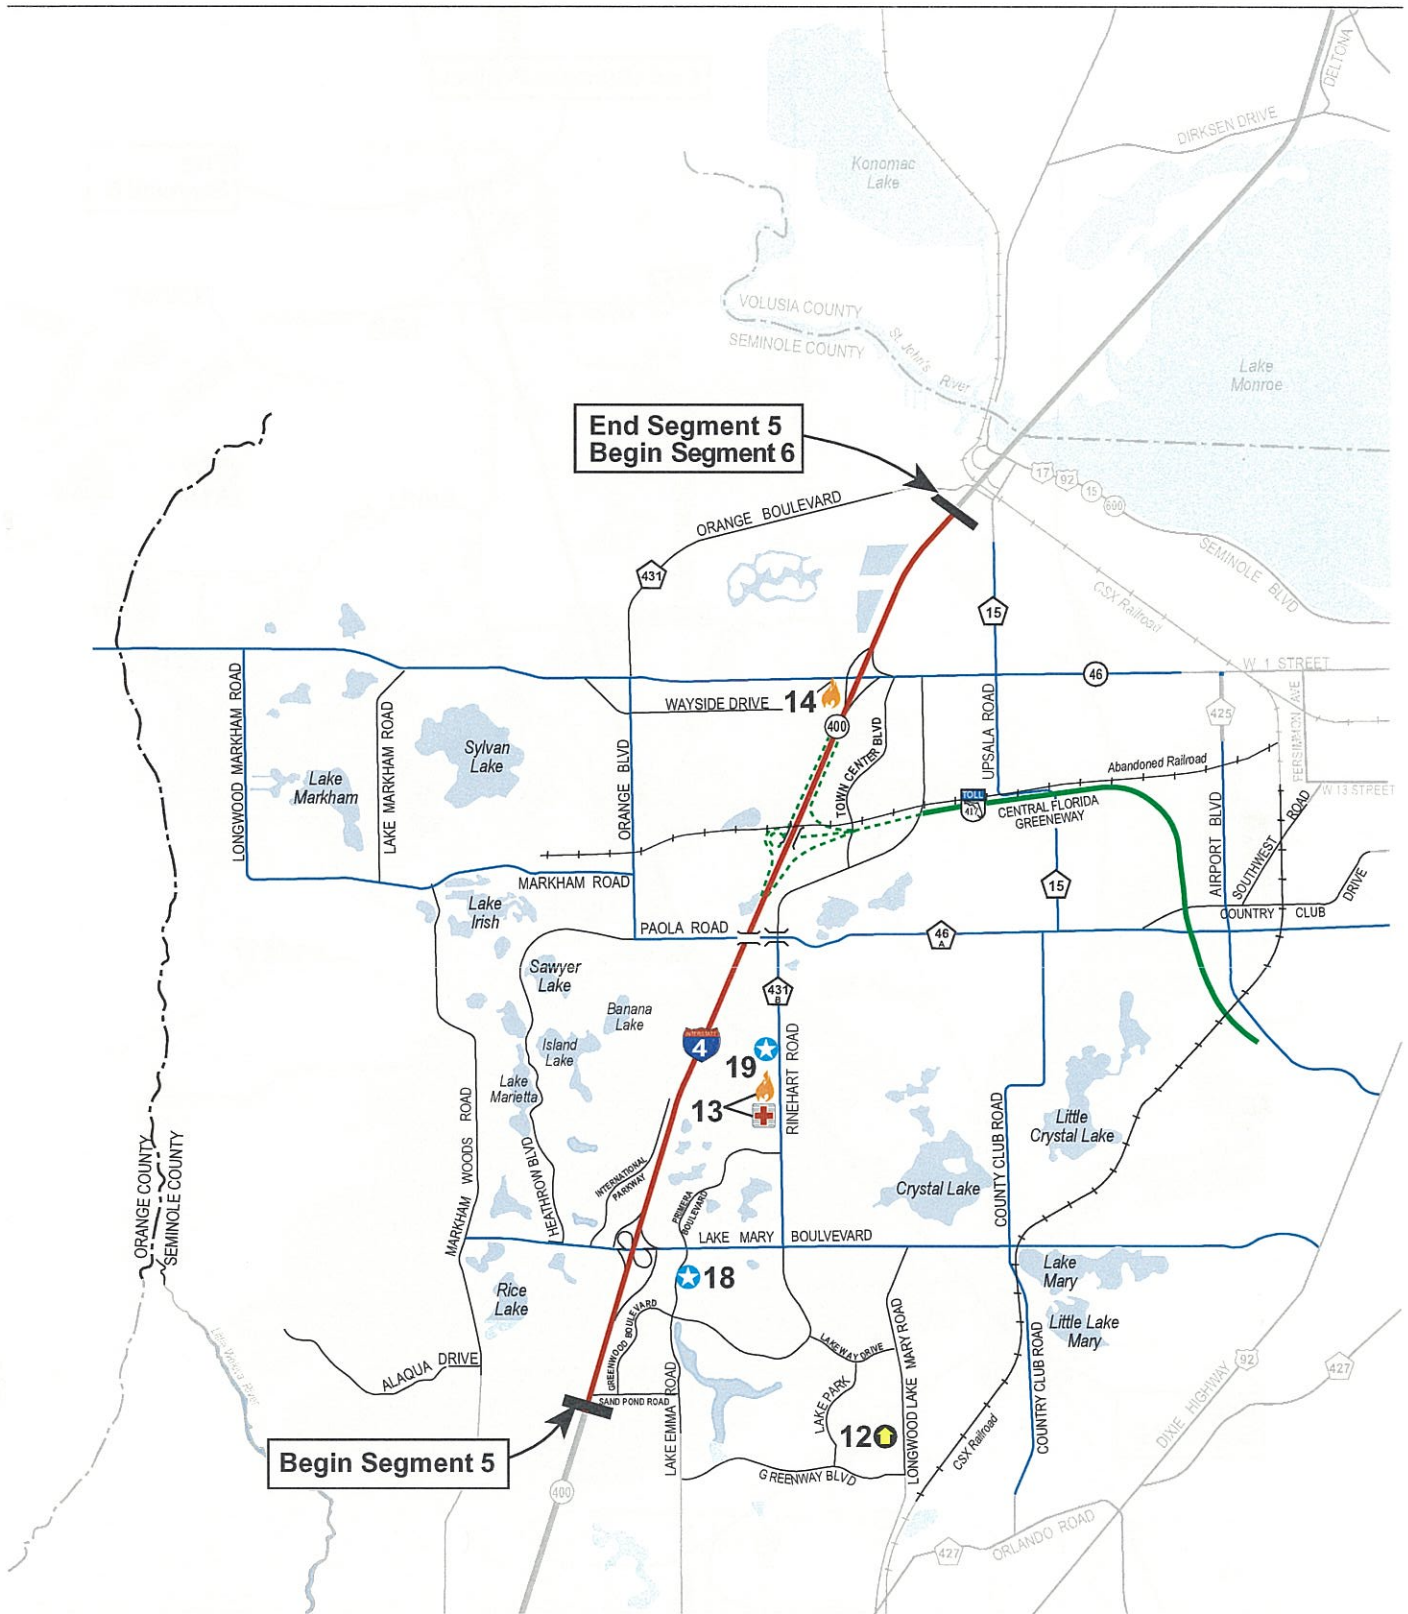 DELTONA
DIRKSEN DRIVE
Konomac
Lake
VOLUSIA COUNTY
SEMINOLE COUNTY
St. John's
River
Lake
Monroe
End Segment 5
Begin Segment 6
17
92
15
600
ORANGE BOULEVARD
SEMINOLE BLVD
CSX Railroad
431
15
W 1 STREET
46
LONGWOOD MARKHAM ROAD
LAKE MARKHAM ROAD
WAYSIDE DRIVE
14
400
425
PERSIMMON AVE
UPSALA ROAD
TOWN CENTER BLVD
ORANGE BLVD
Sylvan
Lake
Lake
Markham
Abandoned Railroad
TOLL
417
CENTRAL FLORIDA
GREENEWAY
W 13 STREET
AIRPORT BLVD
SOUTHWEST ROAD
MARKHAM ROAD
15
COUNTRY CLUB DRIVE
Lake
Irish
PAOLA ROAD
46
A
Sawyer
Lake
431
B
Banana
Lake
Island
Lake
INTERSTATE
4
19
RINEHART ROAD
Lake
Marietta
13
Little
Crystal Lake
COUNTY CLUB ROAD
MARKHAM WOODS ROAD
HEATHROW BLVD
INTERNATIONAL
PARKWAY
PRIMERA
BOULEVARD
Crystal Lake
ORANGE COUNTY
SEMINOLE COUNTY
LAKE MARY BOULVEVARD
Lake
Mary
18
Rice
Lake
Little Lake
Mary
GREENWOOD BOULEVARD
LAKEWAY DRIVE
LONGWOOD LAKE MARY ROAD
COUNTRY CLUB ROAD
92
427
ALAQUA DRIVE
SAND POND ROAD
LAKE EMMA ROAD
LAKE PARK
DIXIE HIGHWAY
12
CSX Railroad
Begin Segment 5
GREENWAY BLVD
400
427
ORLANDO ROAD